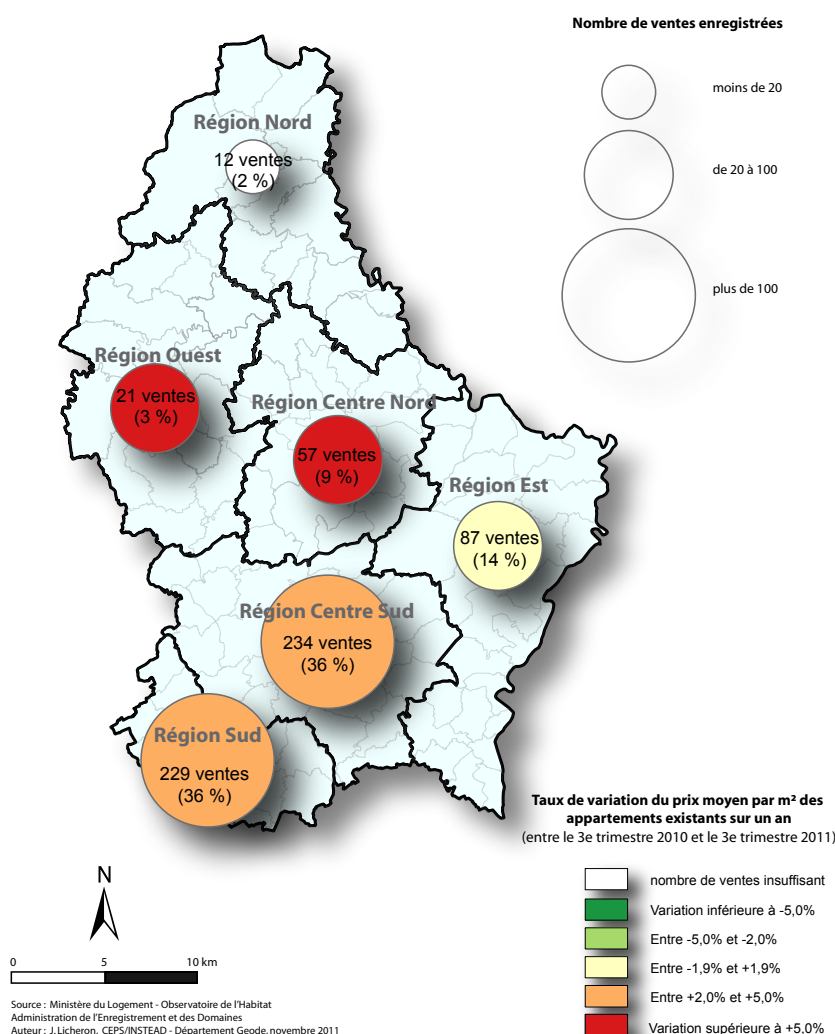 Nombre de ventes enregistrées
moins de 20
de 20 à 100
plus de 100
Région Nord
12 ventes
(2 %)
Région Ouest
21 ventes
(3 %)
Région Centre Nord
57 ventes
(9 %)
Région Est
87 ventes
(14 %)
Région Centre Sud
234 ventes
(36 %)
Région Sud
229 ventes
(36 %)
Taux de variation du prix moyen par m² des
appartements existants sur un an
(entre le 3e trimestre 2010 et le 3e trimestre 2011)
nombre de ventes insuffisant
Variation inférieure à -5,0%
Entre -5,0% et -2,0%
Entre -1,9% et +1,9%
Entre +2,0% et +5,0%
Variation supérieure à +5,0%
N
0 5 10 km
Source : Ministère du Logement - Observatoire de l'Habitat
Administration de l'Enregistrement et des Domaines
Auteur : J.Licheron, CEPS/INSTEAD - Département Geode, novembre 2011